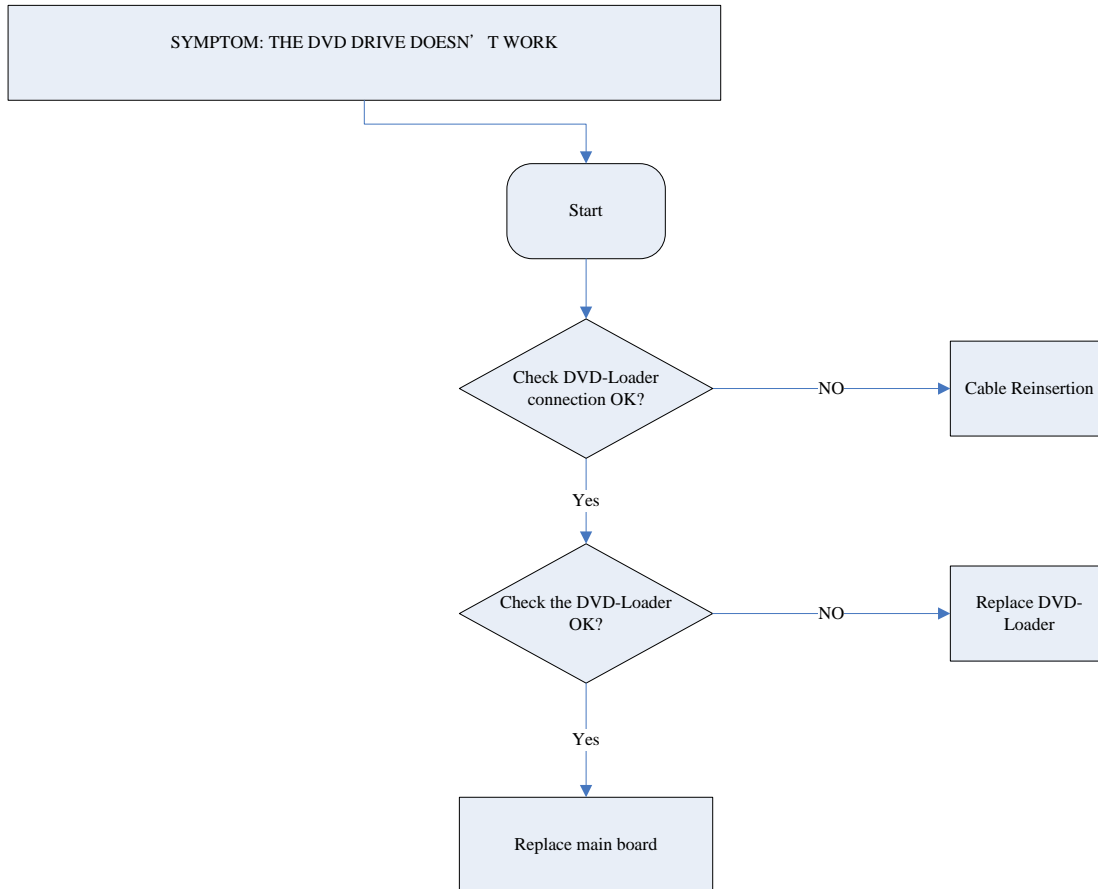 SYMPTOM: THE DVD DRIVE DOESN’T WORK
Start
Check DVD-Loader
connection OK?
NO
Cable Reinsertion
Yes
Check the DVD-Loader
OK?
NO
Replace DVD-
Loader
Yes
Replace main board